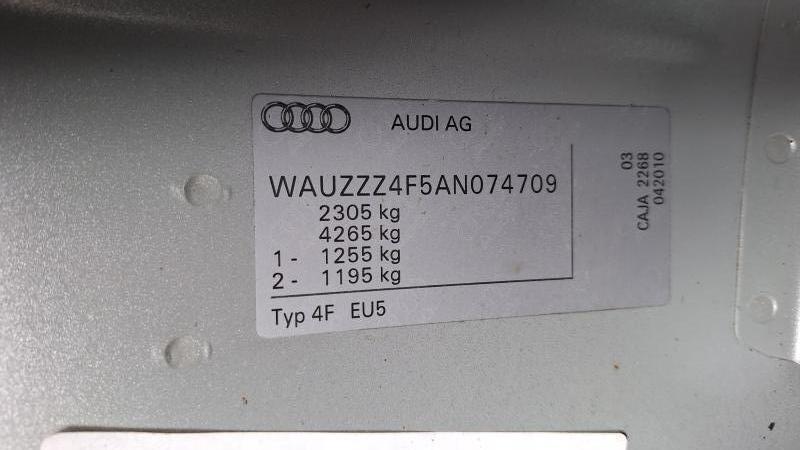 AUDI AG
WAUZZZ4F5AN074709
2305 kg
4265 kg
1 - 1255 kg
2 - 1195 kg
Typ 4F EU5
03
CAJA 2268
042010